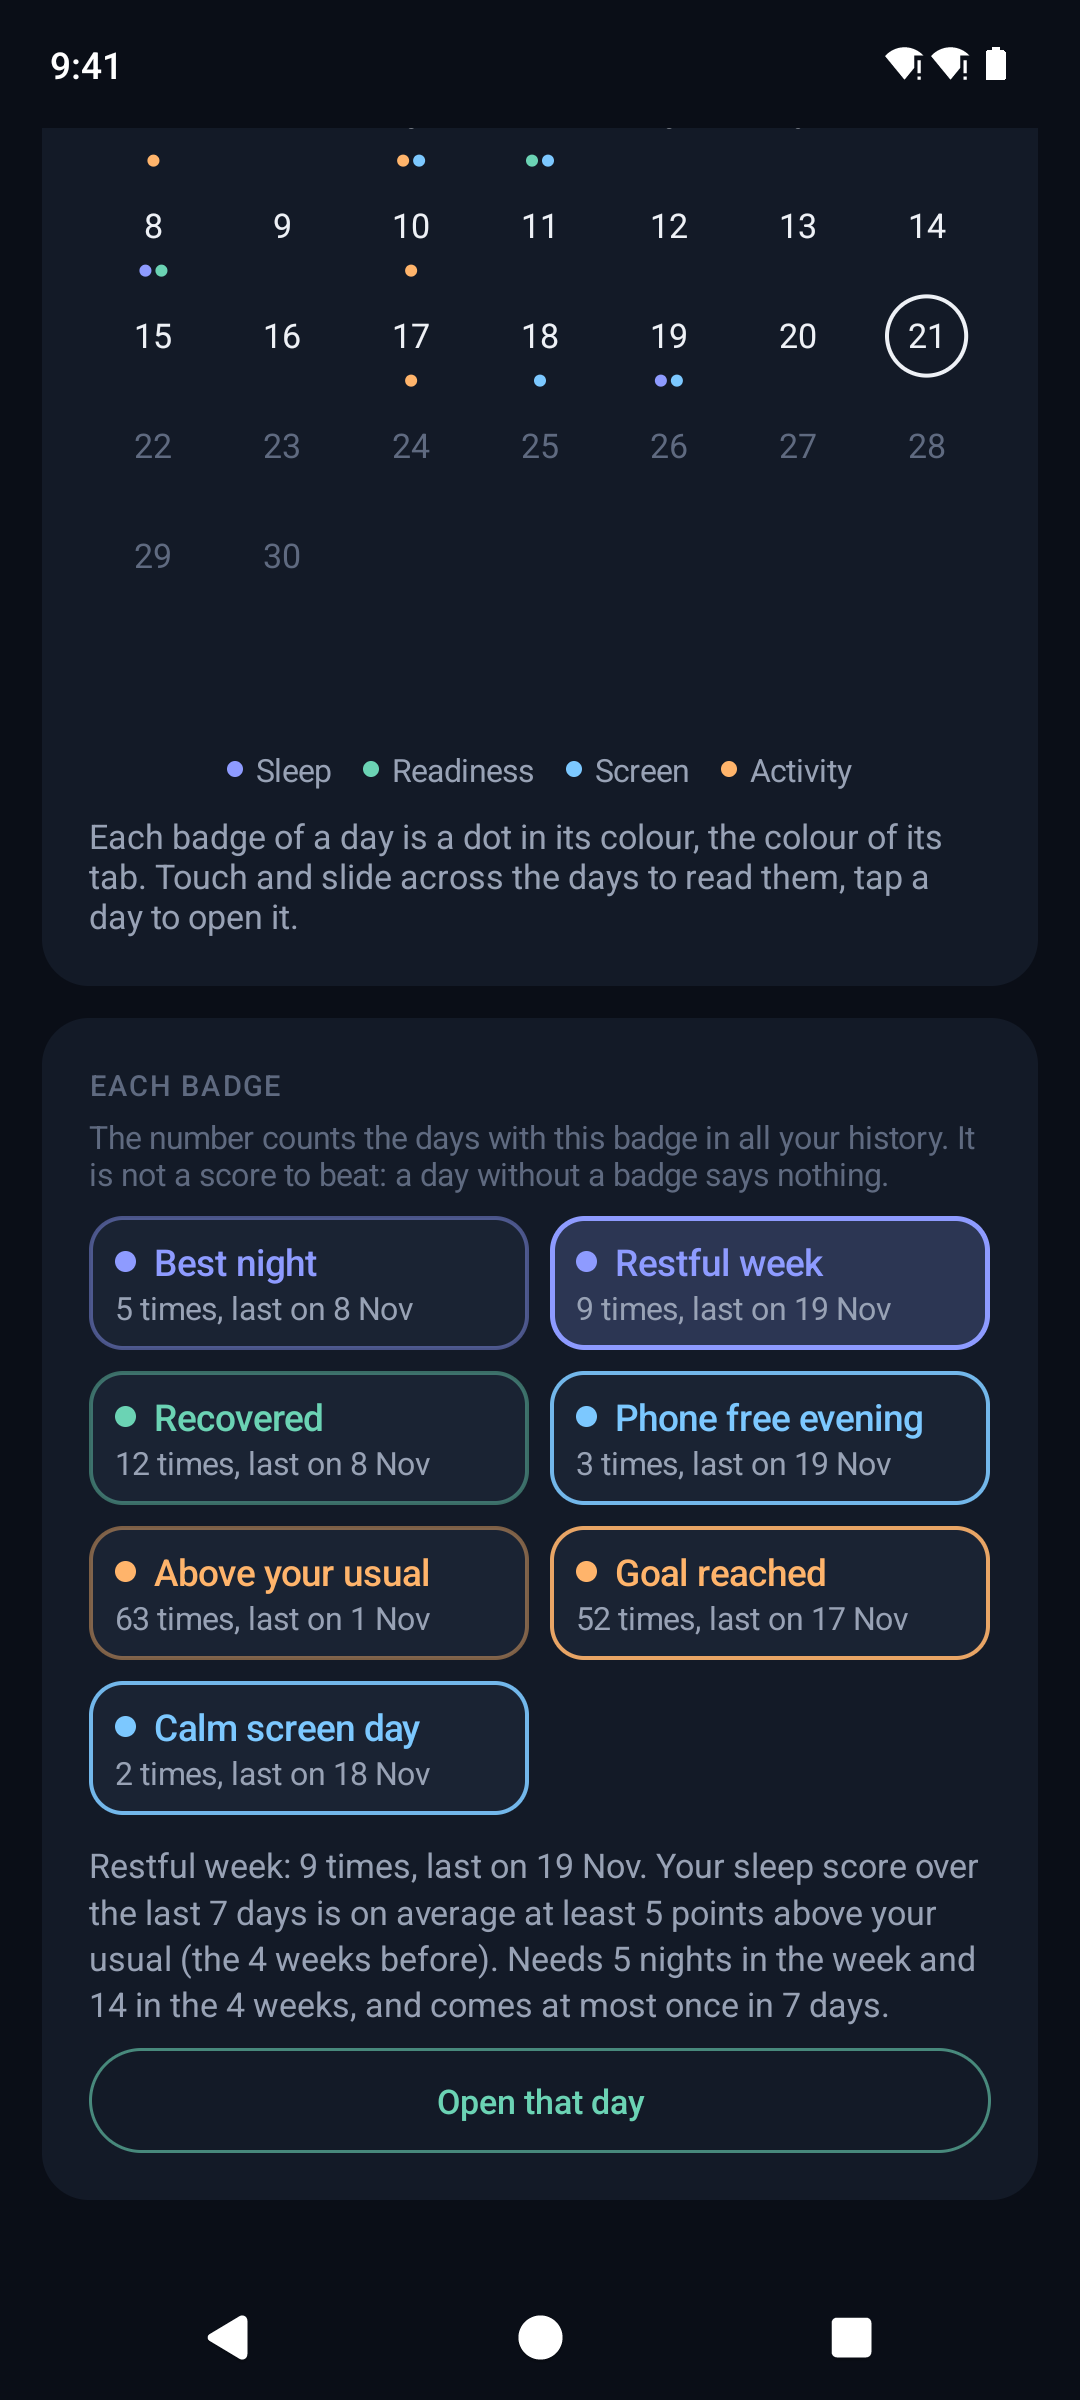 9:41
8 9 10 11 12 13 14
15 16 17 18 19 20 21
22 23 24 25 26 27 28
29 30
Sleep Readiness Screen Activity
Each badge of a day is a dot in its colour, the colour of its
tab. Touch and slide across the days to read them, tap a
day to open it.
EACH BADGE
The number counts the days with this badge in all your history. It
is not a score to beat: a day without a badge says nothing.
Best night
5 times, last on 8 Nov
Restful week
9 times, last on 19 Nov
Recovered
12 times, last on 8 Nov
Phone free evening
3 times, last on 19 Nov
Above your usual
63 times, last on 1 Nov
Goal reached
52 times, last on 17 Nov
Calm screen day
2 times, last on 18 Nov
Restful week: 9 times, last on 19 Nov. Your sleep score over
the last 7 days is on average at least 5 points above your
usual (the 4 weeks before). Needs 5 nights in the week and
14 in the 4 weeks, and comes at most once in 7 days.
Open that day